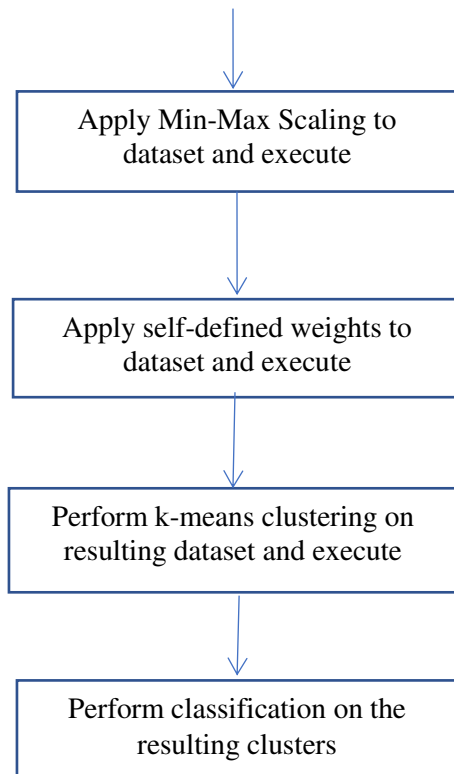 Apply Min-Max Scaling to
dataset and execute
Apply self-defined weights to
dataset and execute
Perform k-means clustering on
resulting dataset and execute
Perform classification on the
resulting clusters